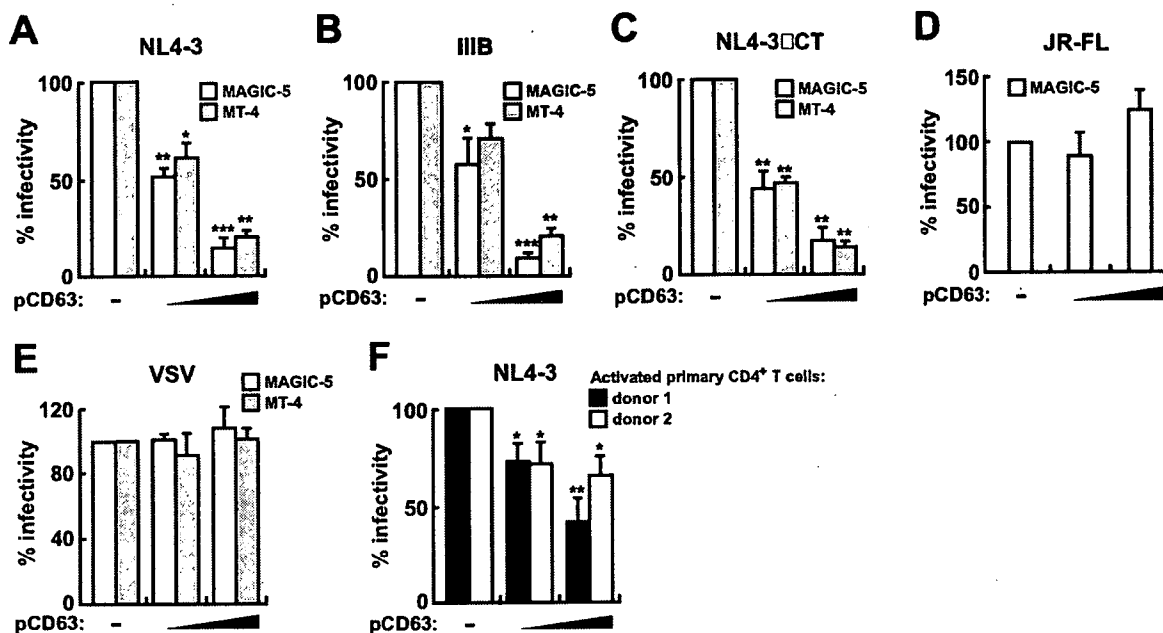 A
NL4-3
% infectivity
100
50
0
MAGIC-5
MT-4
**
*
***
**
pCD63: -
B
IIIB
% infectivity
100
50
0
MAGIC-5
MT-4
*
***
**
pCD63: -
C
NL4-3□CT
% infectivity
100
50
0
MAGIC-5
MT-4
**
**
**
**
pCD63: -
D
JR-FL
% infectivity
150
100
50
0
MAGIC-5
pCD63: -
E
VSV
% infectivity
120
80
40
0
MAGIC-5
MT-4
pCD63: -
F
NL4-3
% infectivity
100
50
0
Activated primary CD4⁺ T cells:
donor 1
donor 2
*
*
**
*
pCD63: -